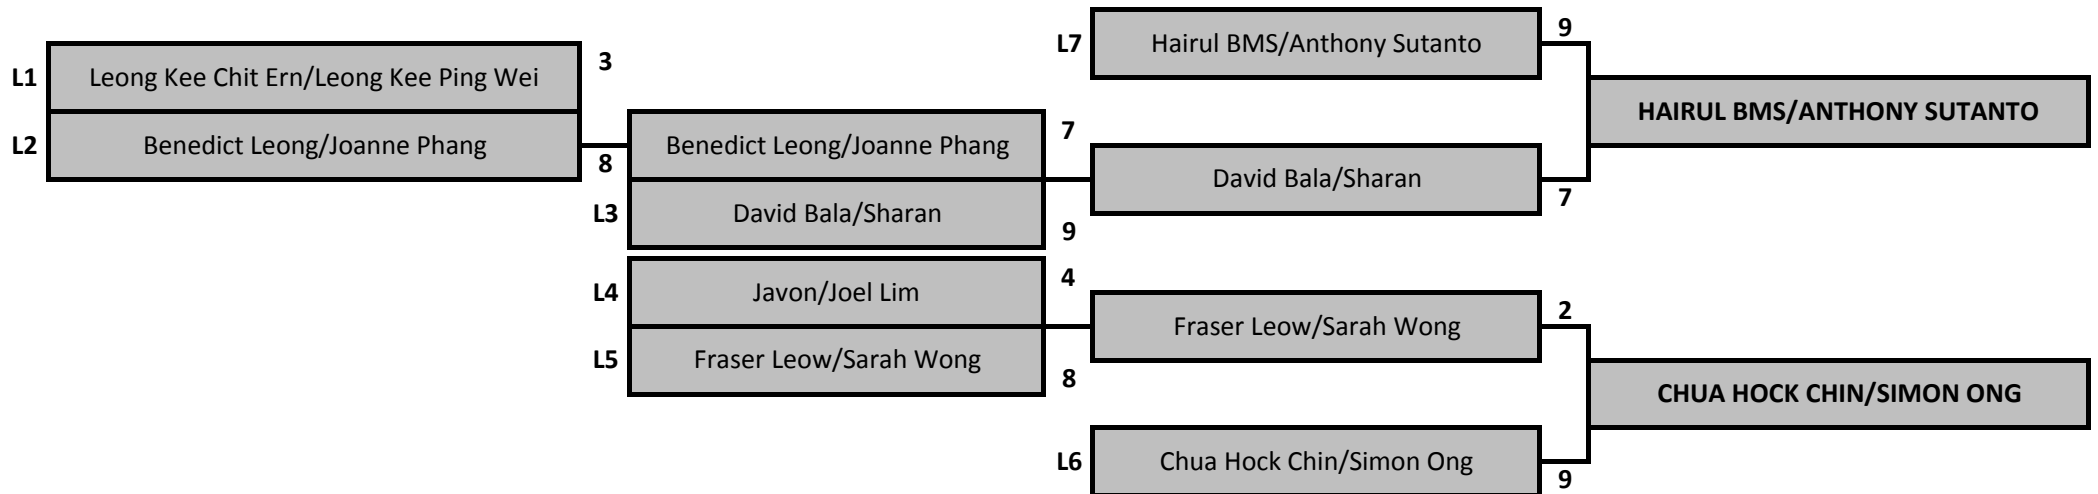 L1
Leong Kee Chit Ern/Leong Kee Ping Wei
3
L2
Benedict Leong/Joanne Phang
8
Benedict Leong/Joanne Phang
7
L3
David Bala/Sharan
9
L4
Javon/Joel Lim
4
L5
Fraser Leow/Sarah Wong
8
L7
Hairul BMS/Anthony Sutanto
9
David Bala/Sharan
7
Fraser Leow/Sarah Wong
2
L6
Chua Hock Chin/Simon Ong
9
HAIRUL BMS/ANTHONY SUTANTO
CHUA HOCK CHIN/SIMON ONG